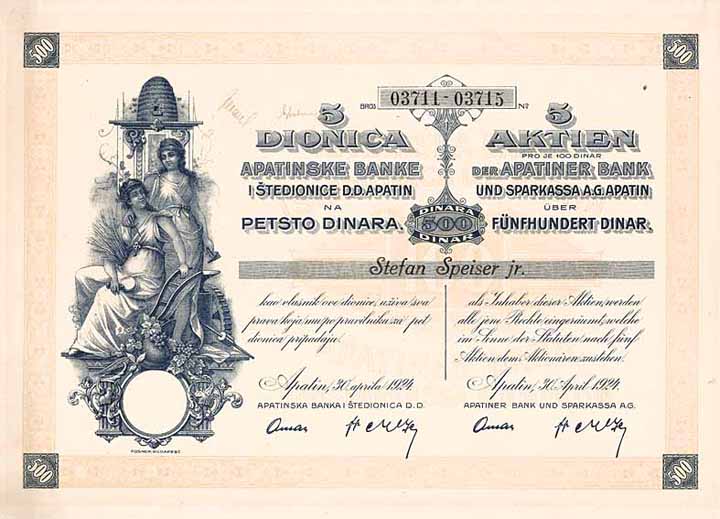 500
500
BROJ 03711-03715 No
5
DIONICA
APATINSKE BANKE
I ŠTEDIONICE D.D. APATIN
NA
PETSTO DINARA.
5
AKTIEN
PRO JE 100 DINAR
DER APATINER BANK
UND SPARKASSA A.G. APATIN
ÜBER
FÜNFHUNDERT DINAR.
DINARA
500
DINAR
Stefan Speiser jr.
kao vlasnik ove dionice, uživa sva
prava koja mu po pravilniku za pet
dionica pripadaju.
Apatin, 30. aprila 1924.
APATINSKA BANKA I ŠTEDIONICA D.D.
als Inhaber dieser Aktien, werden
alle jene Rechte eingeräumt, welche
im Sinne der Statuten nach fünf
Aktien dem Aktionären zustehen.
Apatin, 30. April 1924.
APATINER BANK UND SPARKASSA A.G.
POSNER, BUDAPEST
500
500